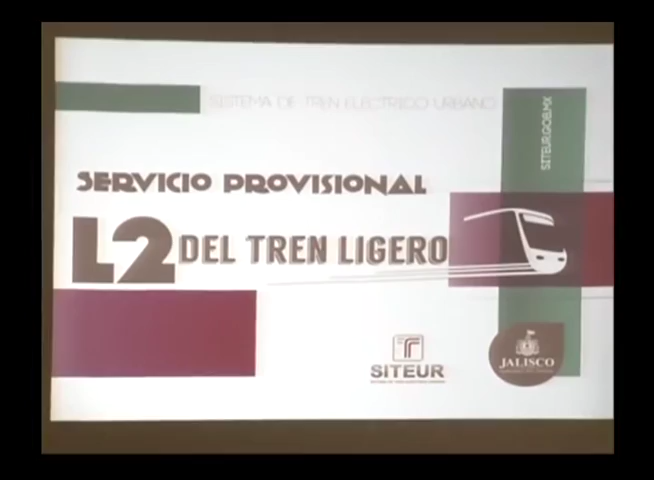 SISTEMA DE TREN ELECTRICO URBANO
SITEUR.GOB.MX
SERVICIO PROVISIONAL
L2 DEL TREN LIGERO
SITEUR
JALISCO